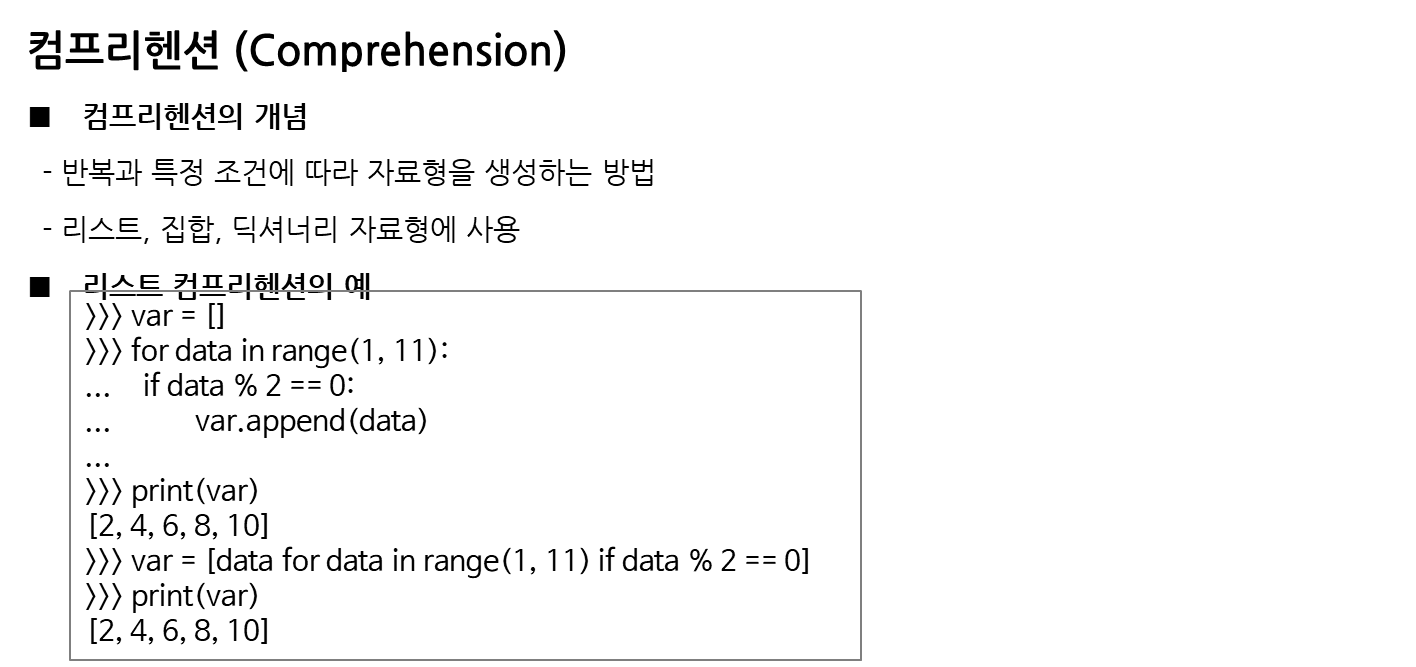 컴프리헨션 (Comprehension)
■ 컴프리헨션의 개념
- 반복과 특정 조건에 따라 자료형을 생성하는 방법
- 리스트, 집합, 딕셔너리 자료형에 사용
■ 리스트 컴프리헨션의 예
>>> var = []
>>> for data in range(1, 11):
...    if data % 2 == 0:
...        var.append(data)
...
>>> print(var)
[2, 4, 6, 8, 10]
>>> var = [data for data in range(1, 11) if data % 2 == 0]
>>> print(var)
[2, 4, 6, 8, 10]